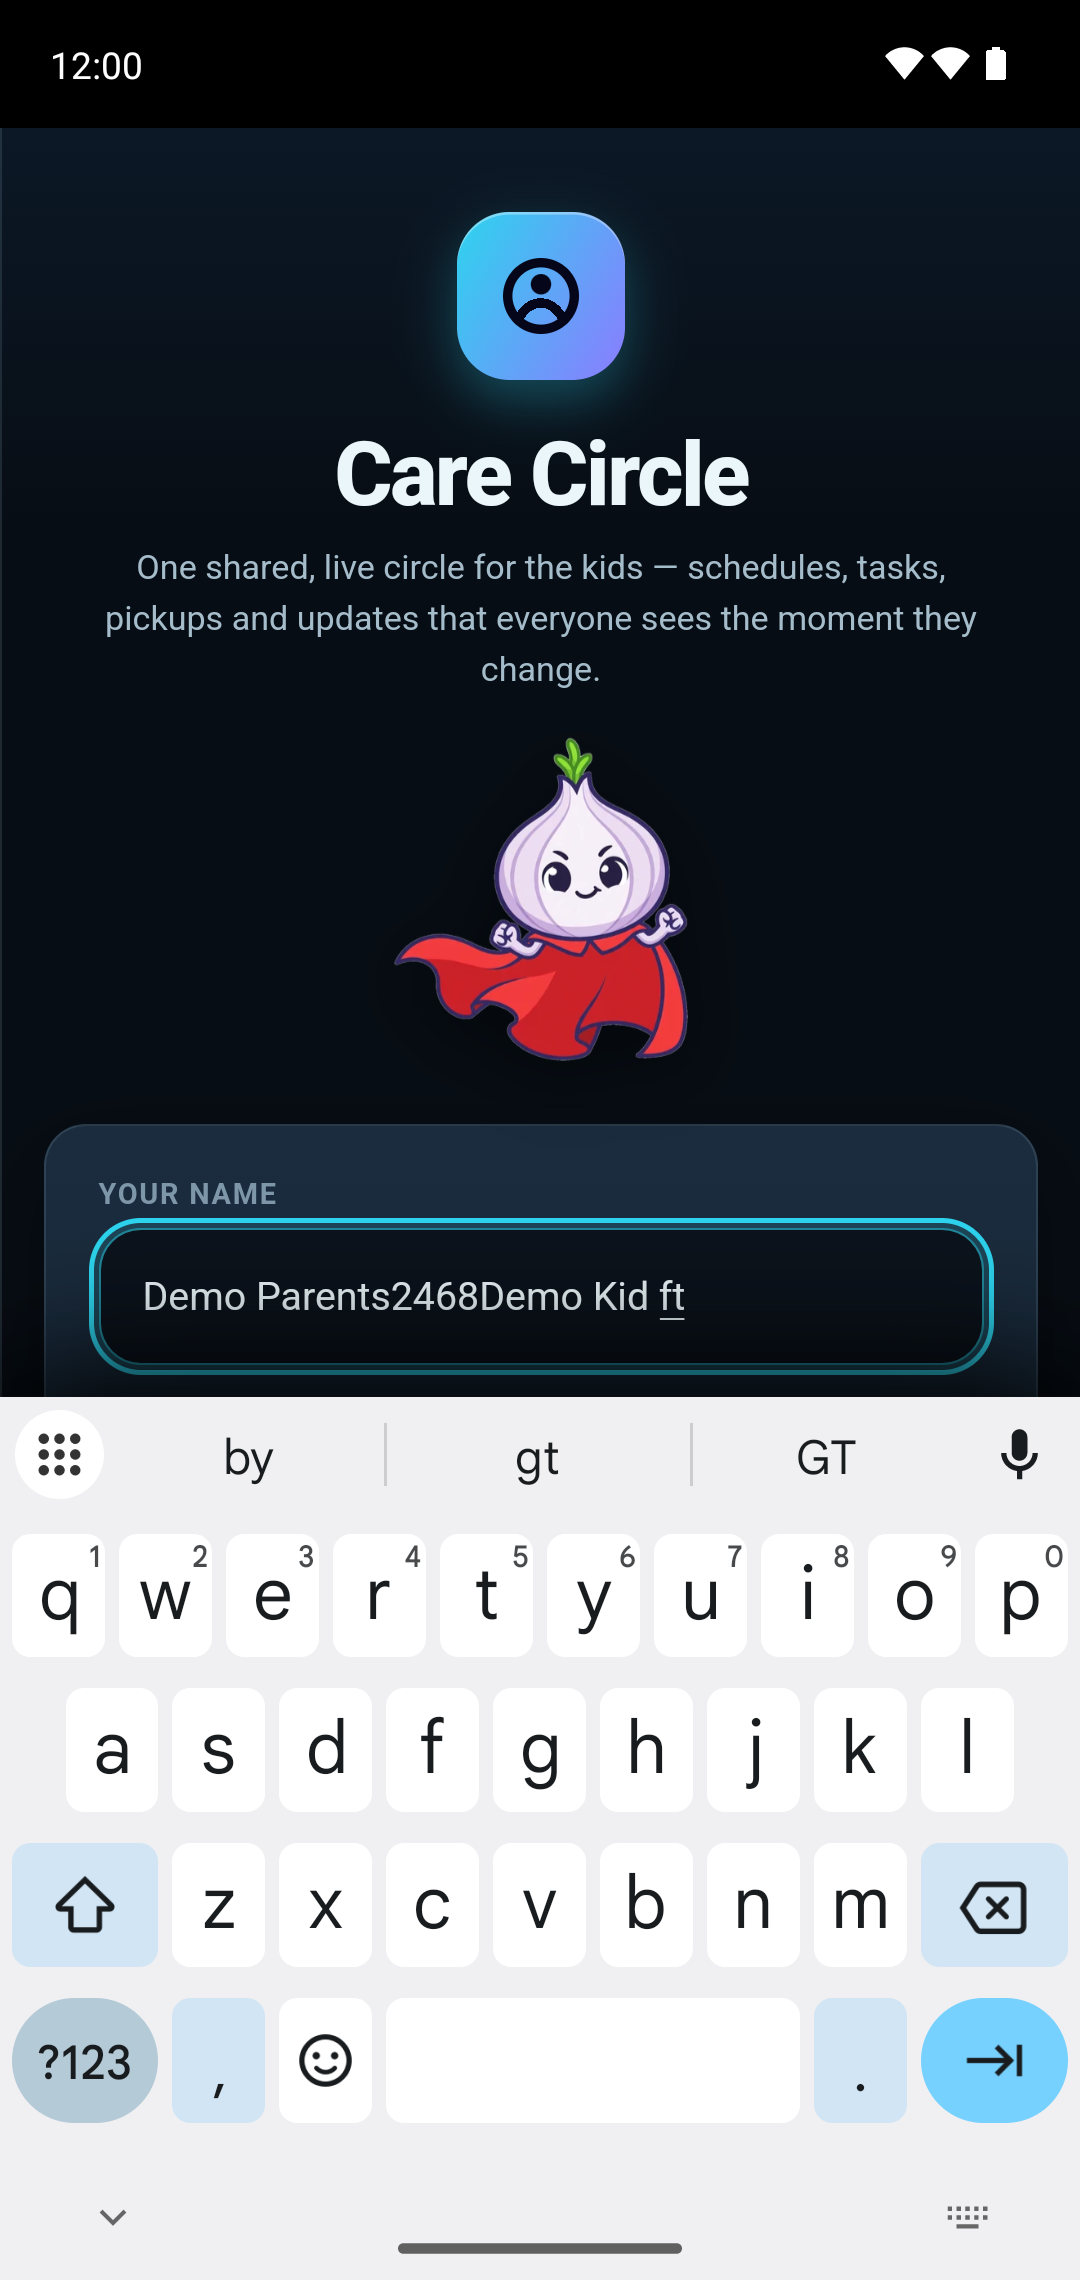 12:00
Care Circle
One shared, live circle for the kids — schedules, tasks,
pickups and updates that everyone sees the moment they
change.
YOUR NAME
Demo Parents2468Demo Kid ft
by gt GT
q1 w2 e3 r4 t5 y6 u7 i8 o9 p0
a s d f g h j k l
z x c v b n m
?123 , .